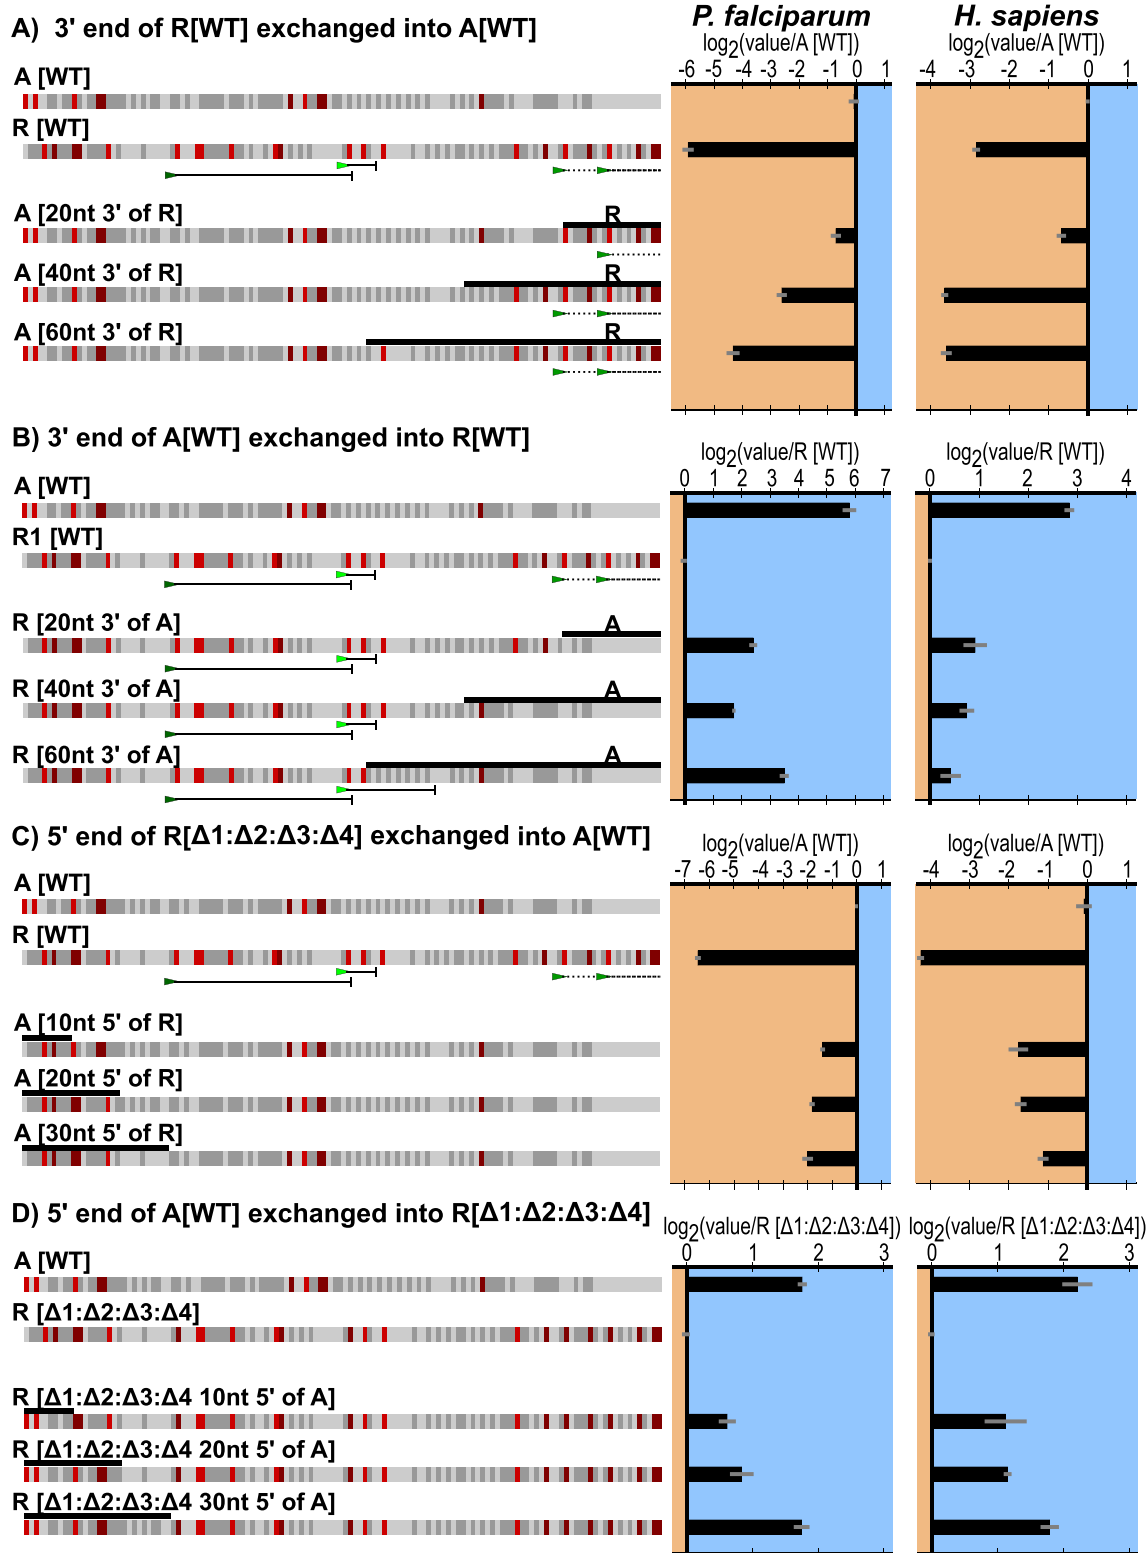 P. falciparum H. sapiens
A) 3' end of R[WT] exchanged into A[WT]
log2(value/A [WT]) log2(value/A [WT])
-6 -5 -4 -3 -2 -1 0 1 -4 -3 -2 -1 0 1
A [WT]
R [WT]
A [20nt 3' of R]
R
A [40nt 3' of R]
R
A [60nt 3' of R]
R
B) 3' end of A[WT] exchanged into R[WT]
log2(value/R [WT]) log2(value/R [WT])
0 1 2 3 4 5 6 7 0 1 2 3 4
A [WT]
R1 [WT]
R [20nt 3' of A]
A
R [40nt 3' of A]
A
R [60nt 3' of A]
A
C) 5' end of R[Δ1:Δ2:Δ3:Δ4] exchanged into A[WT]
log2(value/A [WT]) log2(value/A [WT])
-7 -6 -5 -4 -3 -2 -1 0 1 -4 -3 -2 -1 0 1
A [WT]
R [WT]
A [10nt 5' of R]
A [20nt 5' of R]
A [30nt 5' of R]
D) 5' end of A[WT] exchanged into R[Δ1:Δ2:Δ3:Δ4]
log2(value/R [Δ1:Δ2:Δ3:Δ4]) log2(value/R [Δ1:Δ2:Δ3:Δ4])
0 1 2 3 0 1 2 3
A [WT]
R [Δ1:Δ2:Δ3:Δ4]
R [Δ1:Δ2:Δ3:Δ4 10nt 5' of A]
R [Δ1:Δ2:Δ3:Δ4 20nt 5' of A]
R [Δ1:Δ2:Δ3:Δ4 30nt 5' of A]